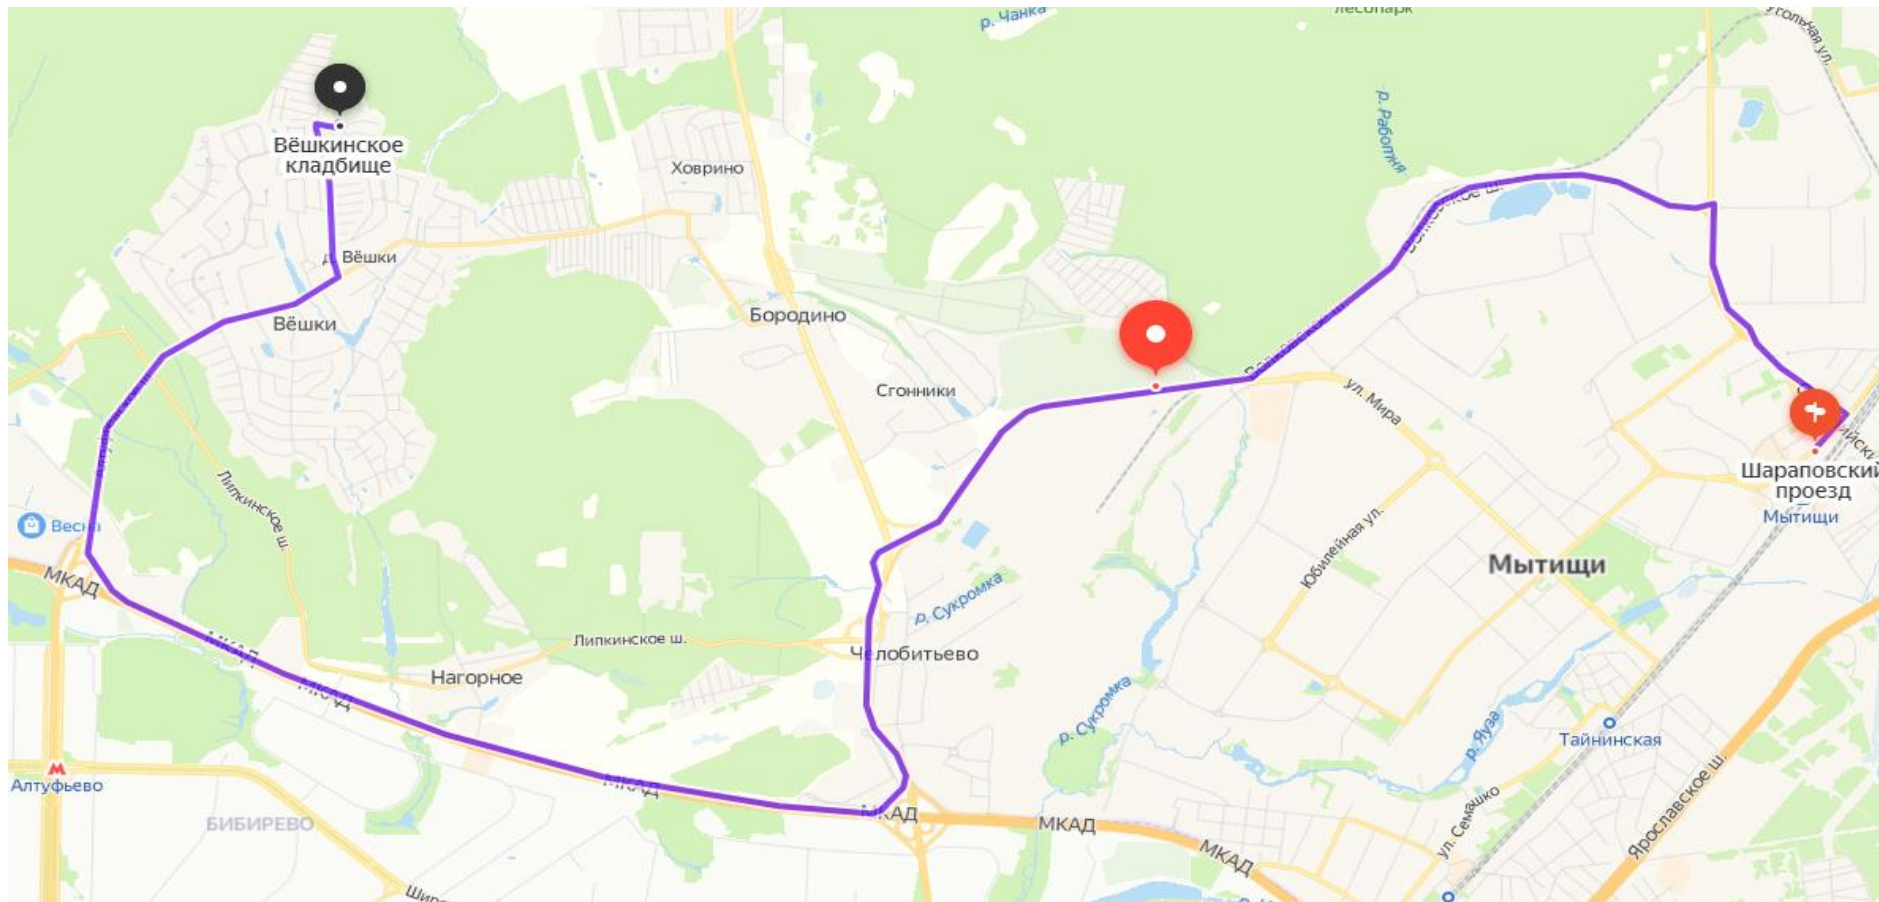 р. Чанка
лесопарк
угольная ул.
р. Работня
Вёшкинское
кладбище
Ховрино
д. Вёшки
Вёшки
Бородино
Сгонники
ул. Мира
Шараповский
проезд
Мытищи
Липкинское ш.
Юбилейная ул.
Мытищи
МКАД
р. Сукромка
МКАД
Липкинское ш.
Челобитьево
Нагорное
МКАД
р. Сукромка
р. Яуза
Тайнинская
Алтуфьево
МКАД
МКАД
МКАД
БИБИРЕВО
ул. Семашко
Ярославское ш.
МКАД